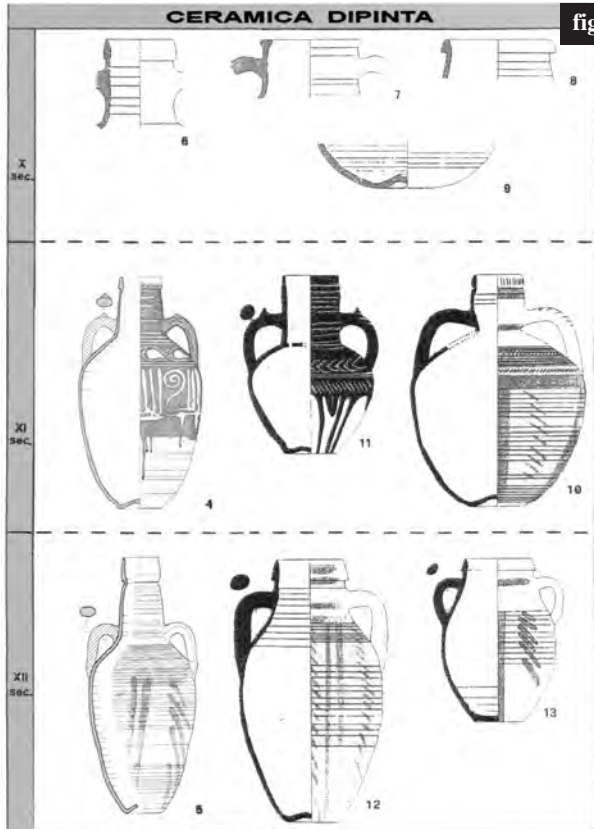 CERAMICA DIPINTA
fig
X sec.
6
7
8
9
XI sec.
4
11
10
XII sec.
5
12
13